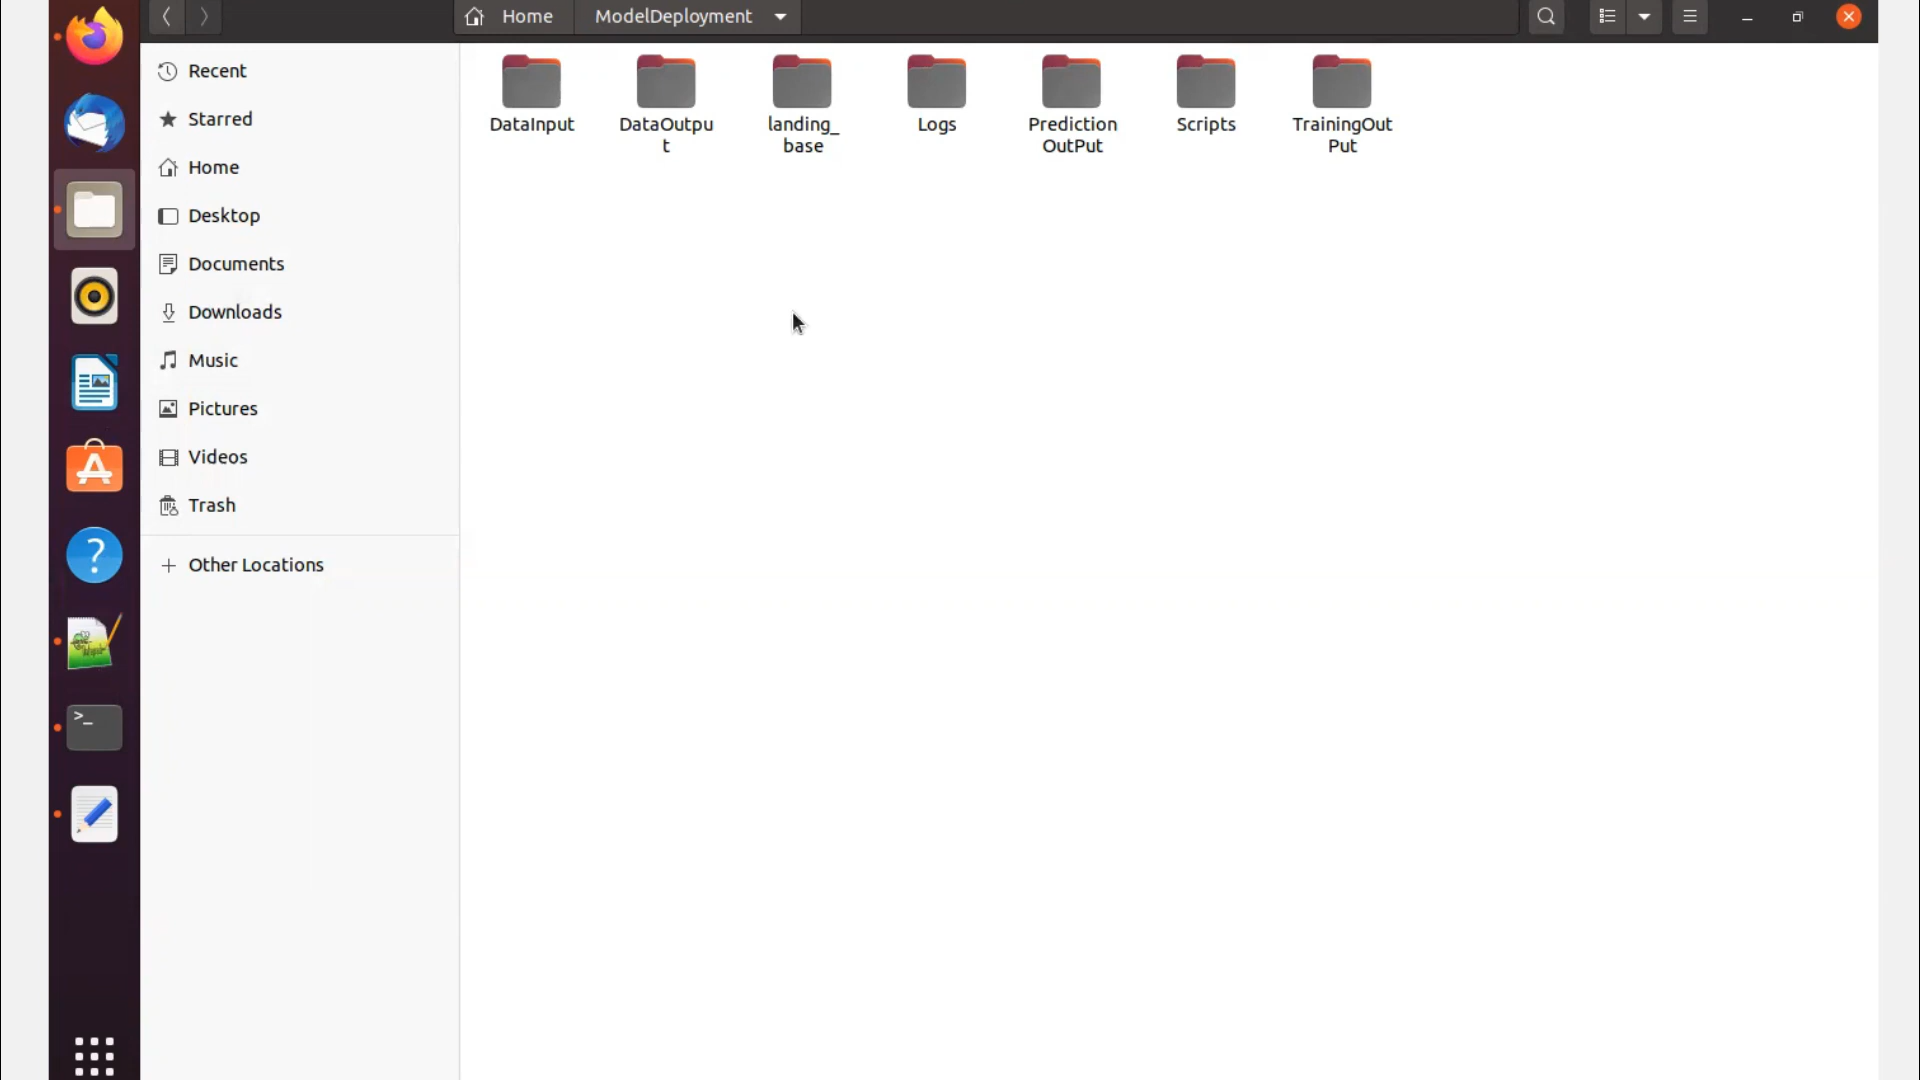 Home ModelDeployment
Recent
Starred
Home
Desktop
Documents
Downloads
Music
Pictures
Videos
Trash
Other Locations
DataInput
DataOutpu
t
landing_
base
Logs
Prediction
OutPut
Scripts
TrainingOut
Put